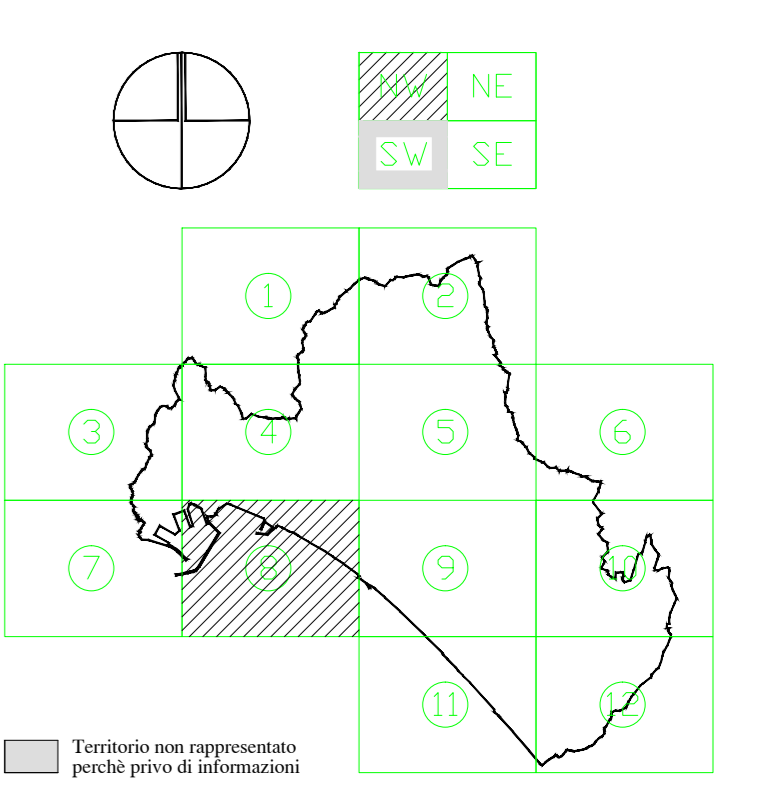 NW NE
SW SE
1 2
3 4 5 6
7 8 9 10
11 12
Territorio non rappresentato
perchè privo di informazioni